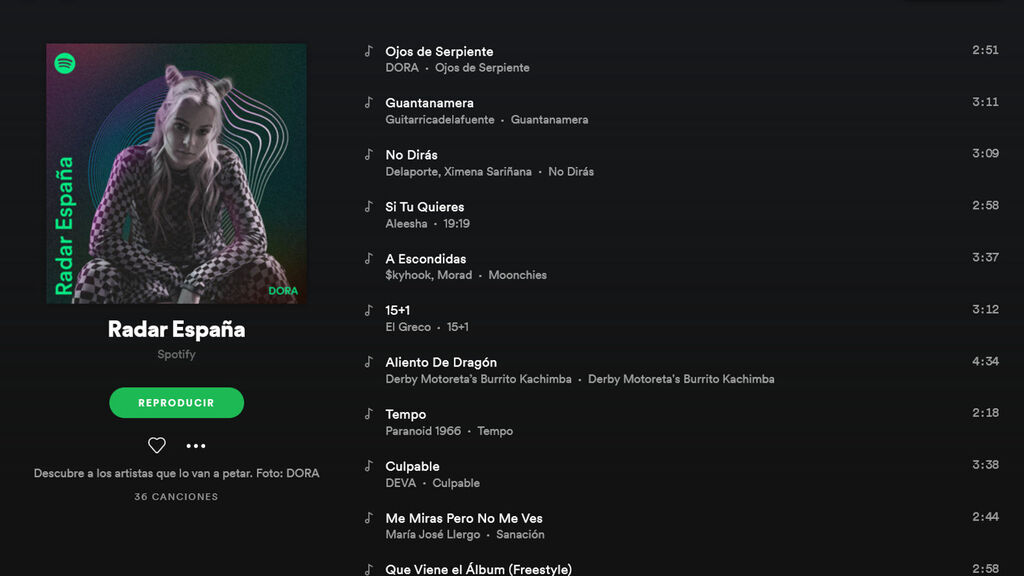 Radar España
DORA
Radar España
Spotify
REPRODUCIR
Descubre a los artistas que lo van a petar. Foto: DORA
36 CANCIONES
Ojos de Serpiente
2:51
DORA • Ojos de Serpiente
Guantanamera
3:11
Guitarricadelafuente • Guantanamera
No Dirás
3:09
Delaporte, Ximena Sariñana • No Dirás
Si Tu Quieres
2:58
Aleesha • 19:19
A Escondidas
3:37
$kyhook, Morad • Moonchies
15+1
3:12
El Greco • 15+1
Aliento De Dragón
4:34
Derby Motoreta's Burrito Kachimba • Derby Motoreta's Burrito Kachimba
Tempo
2:18
Paranoid 1966 • Tempo
Culpable
3:38
DEVA • Culpable
Me Miras Pero No Me Ves
2:44
María José Llergo • Sanación
Que Viene el Álbum (Freestyle)
2:58